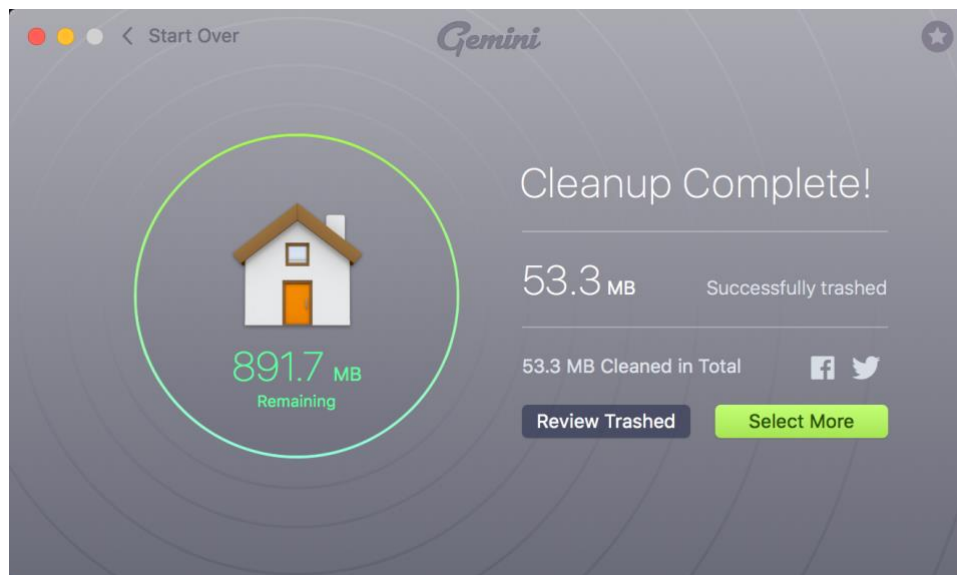 Start Over
Gemini
Cleanup Complete!
53.3 MB Successfully trashed
891.7 MB
Remaining
53.3 MB Cleaned in Total
Review Trashed Select More